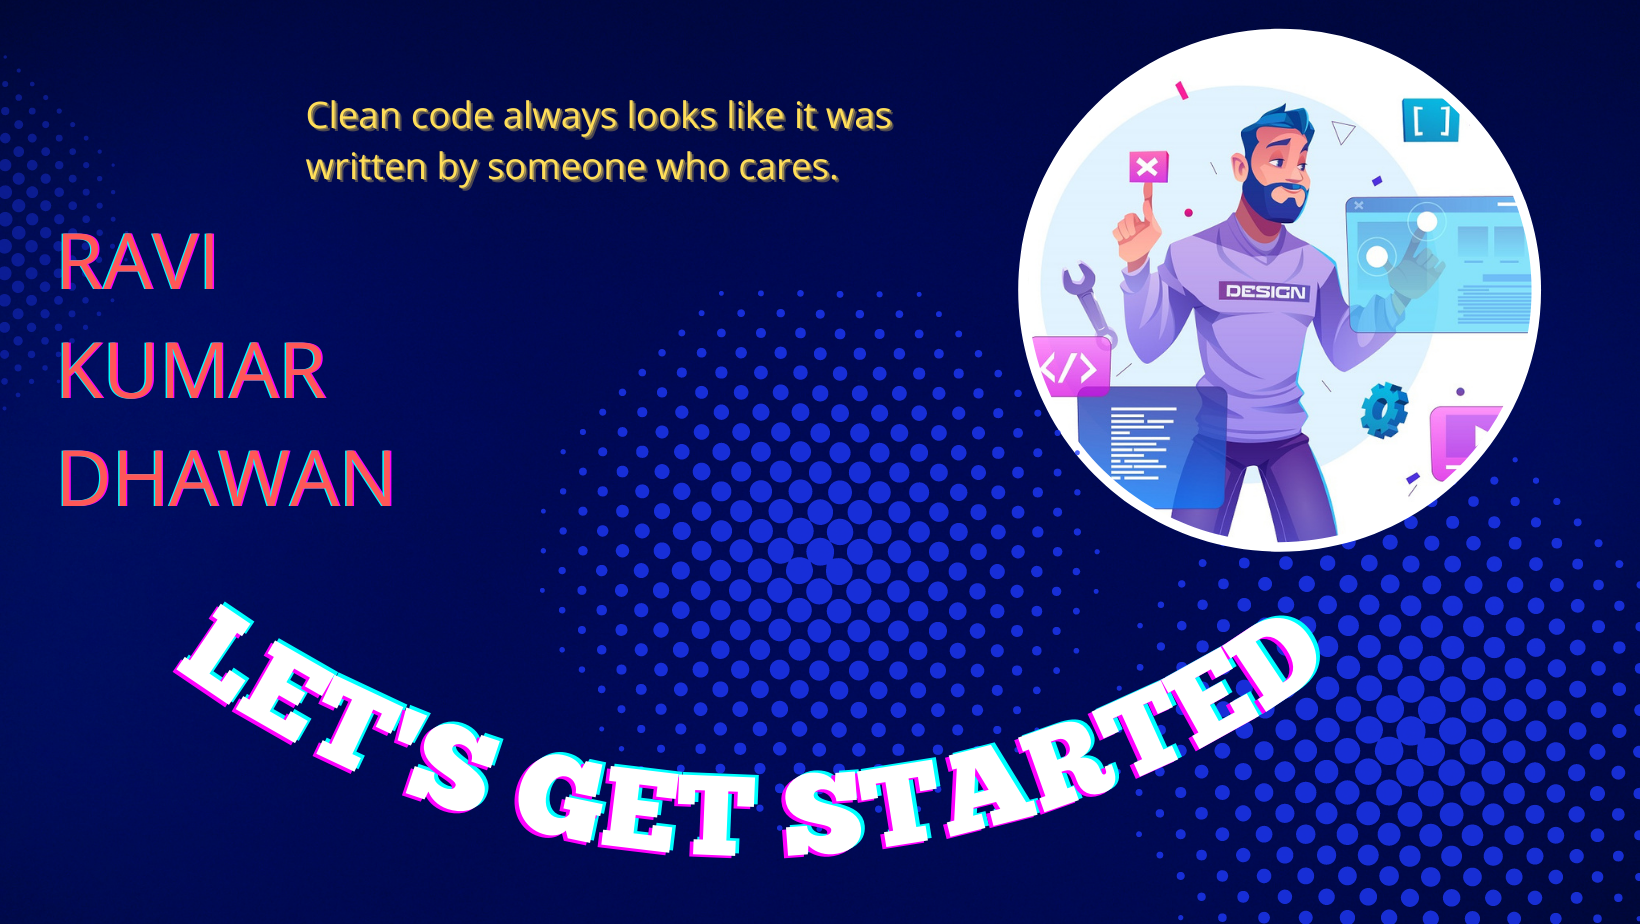 Clean code always looks like it was
written by someone who cares.
RAVI
KUMAR
DHAWAN
[ ]
DESIGN
</>
LET'S GET STARTED